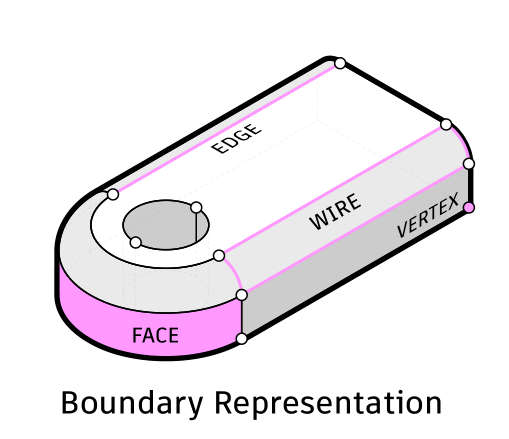 EDGE
WIRE
VERTEX
FACE
Boundary Representation